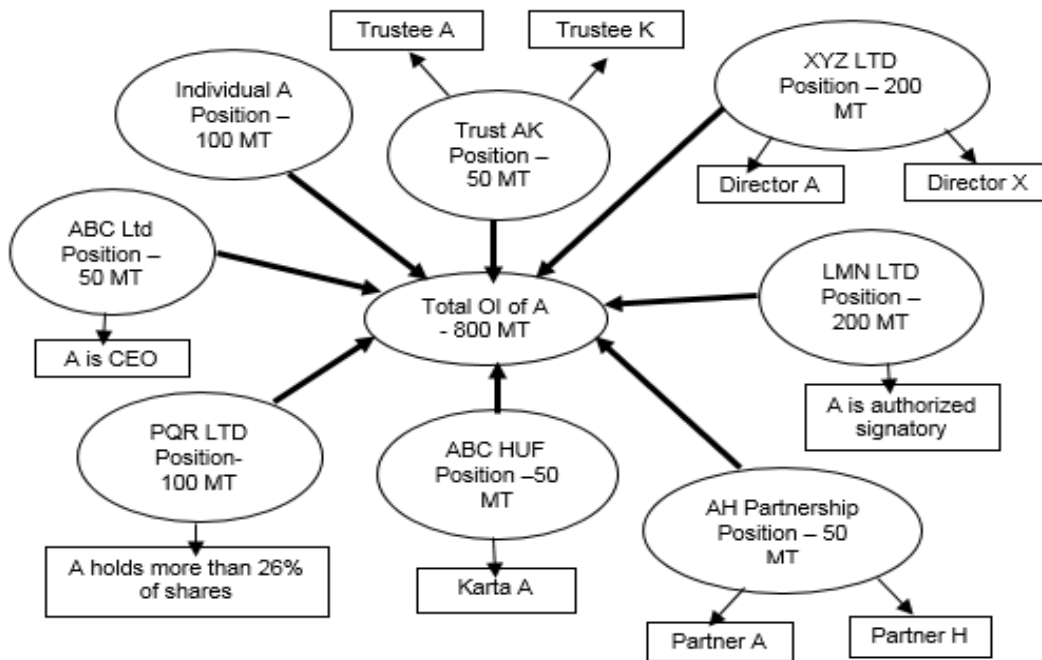 Trustee A
Trustee K
Individual A
Position –
100 MT
Trust AK
Position –
50 MT
XYZ LTD
Position – 200
MT
Director A
Director X
ABC Ltd
Position –
50 MT
A is CEO
Total OI of A
- 800 MT
LMN LTD
Position –
200 MT
A is authorized
signatory
PQR LTD
Position-
100 MT
A holds more than 26%
of shares
ABC HUF
Position –50
MT
Karta A
AH Partnership
Position – 50
MT
Partner A
Partner H